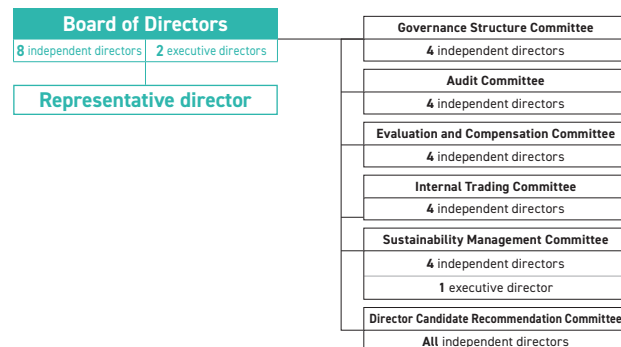 Board of Directors
8 independent directors
2 executive directors
Representative director
Governance Structure Committee
4 independent directors
Audit Committee
4 independent directors
Evaluation and Compensation Committee
4 independent directors
Internal Trading Committee
4 independent directors
Sustainability Management Committee
4 independent directors
1 executive director
Director Candidate Recommendation Committee
All independent directors